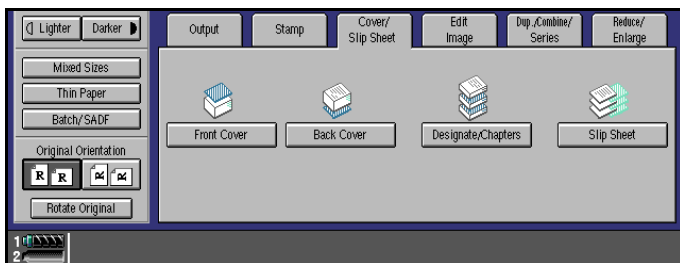 Lighter Darker
Mixed Sizes
Thin Paper
Batch/SADF
Original Orientation
R R R R
Rotate Original
Output
Stamp
Cover/
Slip Sheet
Edit
Image
Dup./Combine/
Series
Reduce/
Enlarge
Front Cover
Back Cover
Designate/Chapters
Slip Sheet
1
2